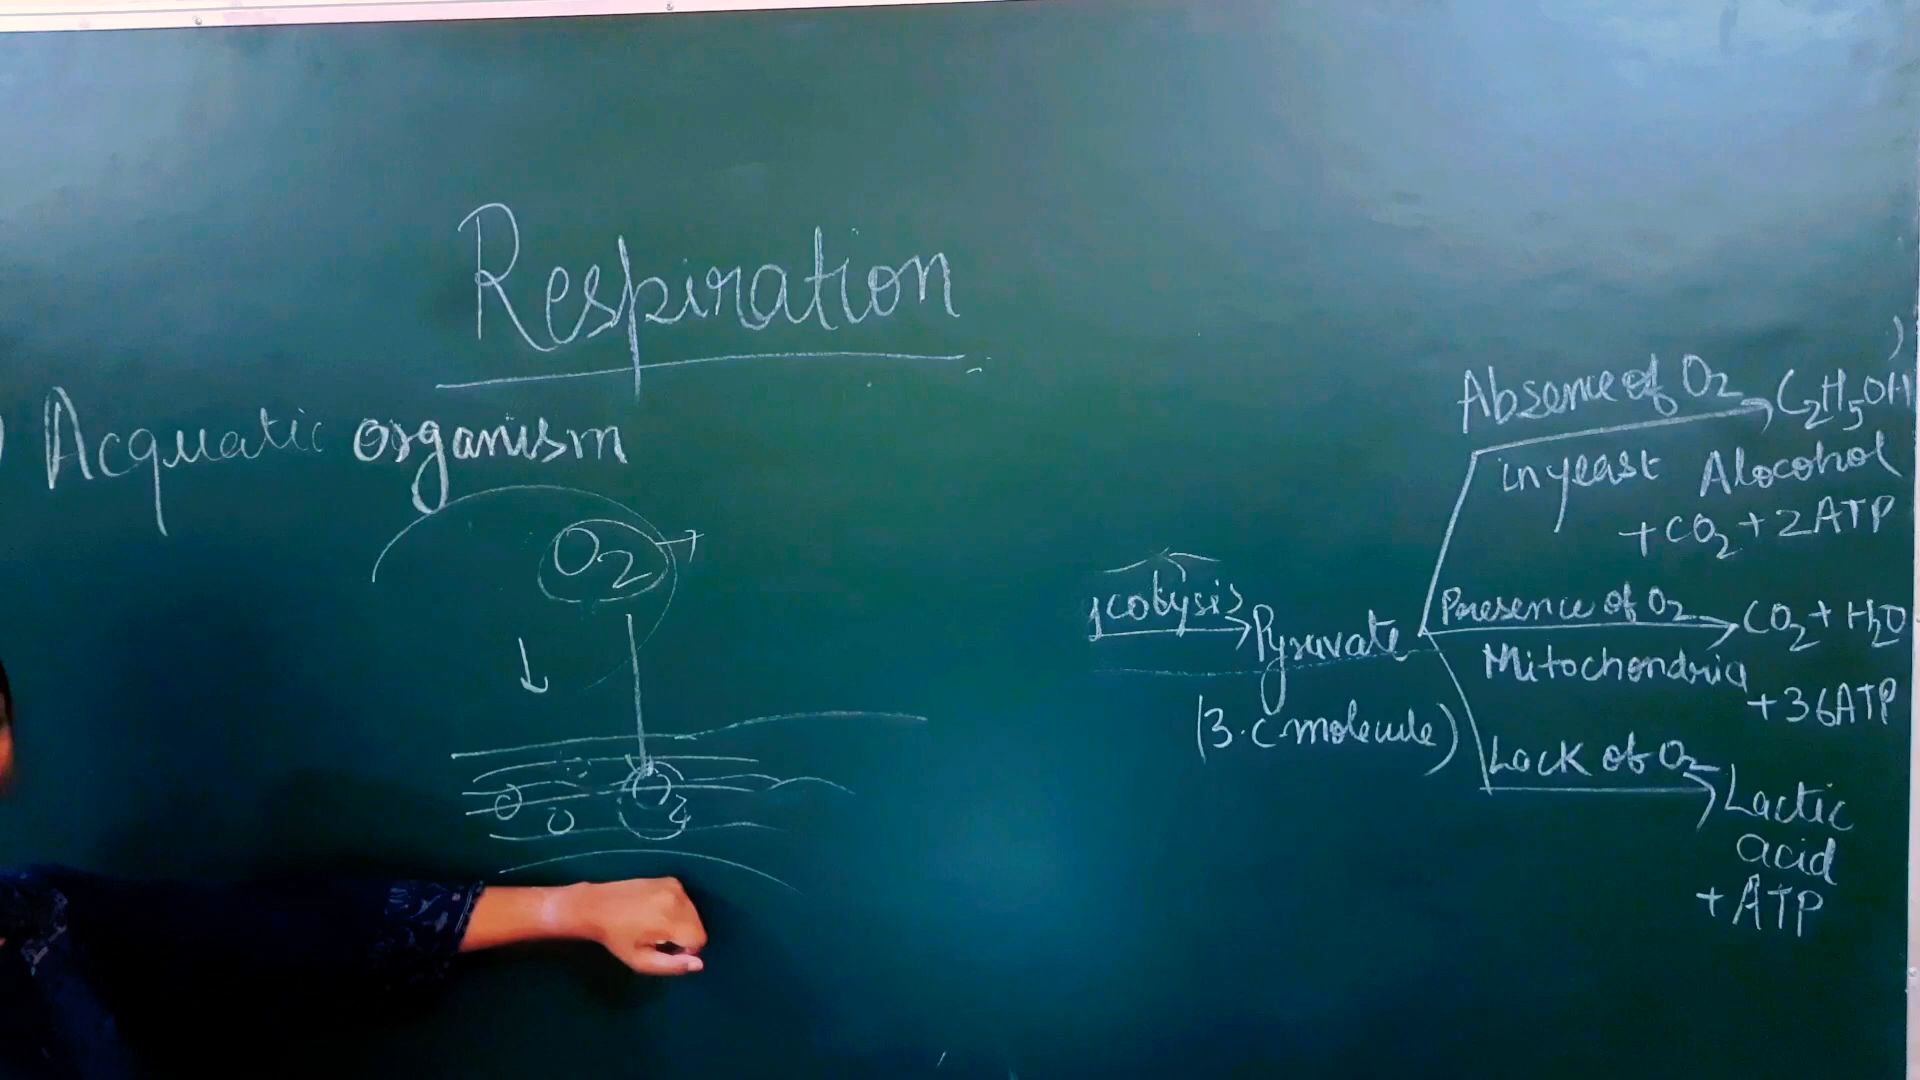 Respiration
Acquatic organism
O2
O2
Pyruvate
(3.C molecule)
Absence of O2
in yeast
C2H5OH
Alocohol
+ CO2 + 2ATP
Presence of O2
Mitochondria
CO2 + H2O
+ 36ATP
Lack of O2
Lactic
acid
+ ATP